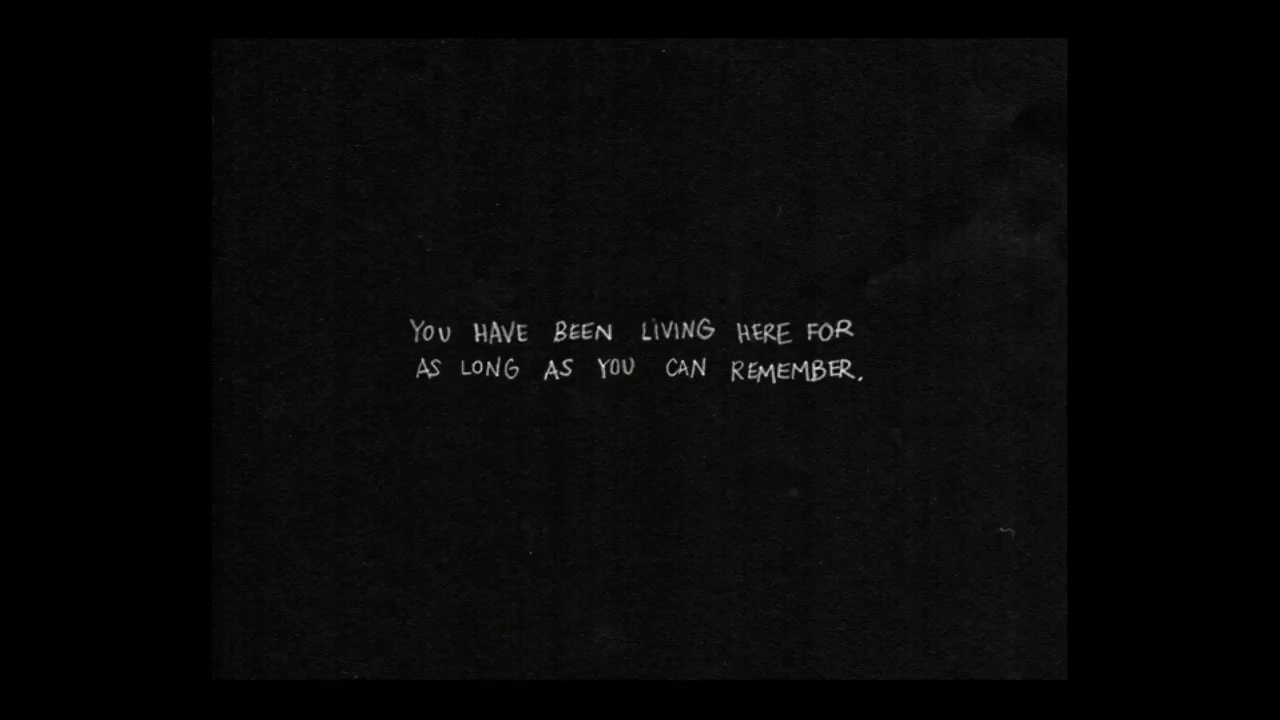 YOU HAVE BEEN LIVING HERE FOR
AS LONG AS YOU CAN REMEMBER.